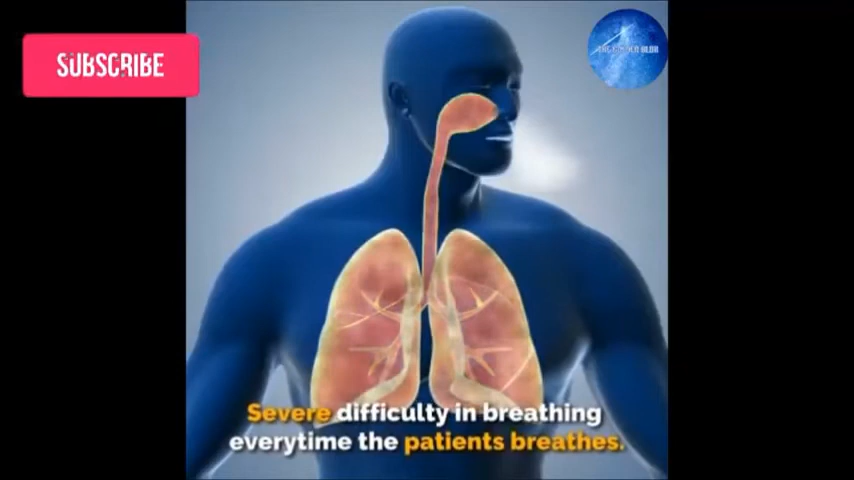 SUBSCRIBE
Severe difficulty in breathing
everytime the patients breathes.